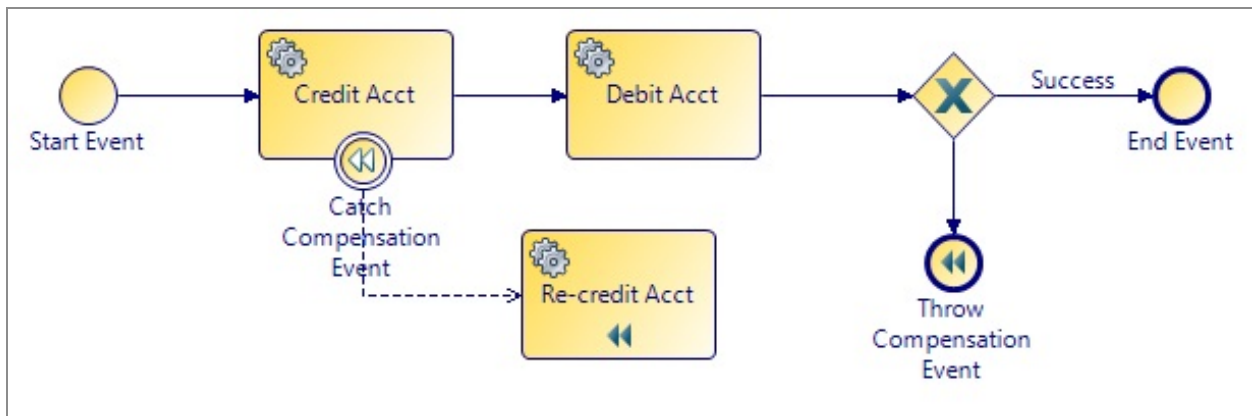 Start Event
Credit Acct
Debit Acct
Success
End Event
Catch
Compensation
Event
Re-credit Acct
Throw
Compensation
Event